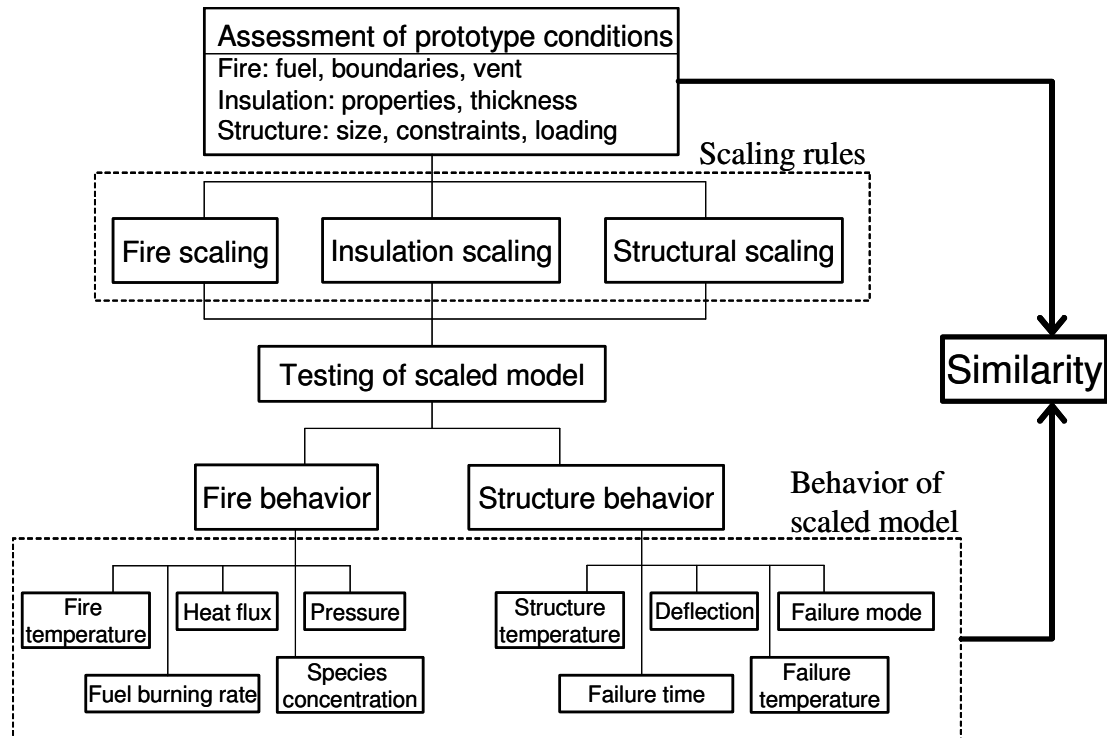 Assessment of prototype conditions
Fire: fuel, boundaries, vent
Insulation: properties, thickness
Structure: size, constraints, loading
Scaling rules
Fire scaling
Insulation scaling
Structural scaling
Testing of scaled model
Similarity
Fire behavior
Structure behavior
Behavior of
scaled model
Fire
temperature
Heat flux
Pressure
Fuel burning rate
Species
concentration
Structure
temperature
Deflection
Failure mode
Failure time
Failure
temperature